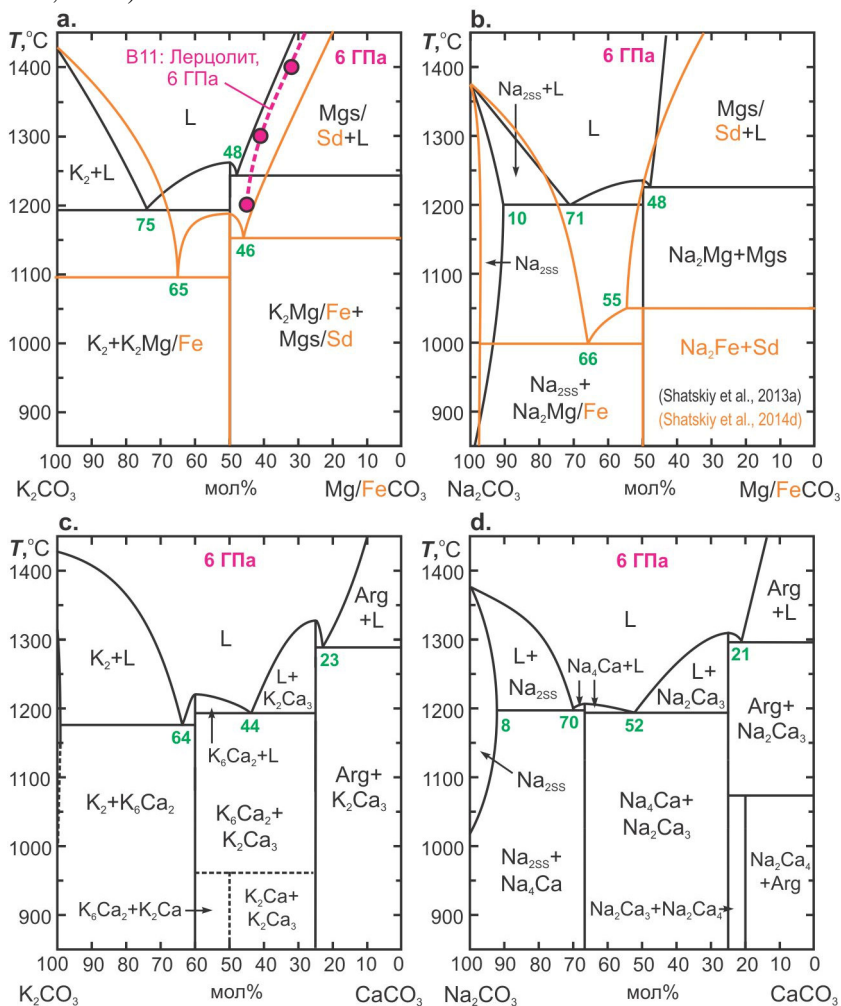 a.
T,°C
1400
1300
1200
1100
1000
900
В11: Лерцолит,
6 ГПа
6 ГПа
L
Mgs/
Sd+L
K₂+L
48
75
46
65
K₂+K₂Mg/Fe
K₂Mg/Fe+
Mgs/Sd
100 90 80 70 60 50 40 30 20 10 0
K₂CO₃ мол% Mg/FeCO₃
b.
T,°C
1400
1300
1200
1100
1000
900
6 ГПа
Na₂SS+L
L
Mgs/
Sd+L
10
71
48
Na₂SS
Na₂Mg+Mgs
55
66
Na₂Fe+Sd
Na₂SS+
Na₂Mg/Fe
(Shatskiy et al., 2013a)
(Shatskiy et al., 2014d)
100 90 80 70 60 50 40 30 20 10 0
Na₂CO₃ мол% Mg/FeCO₃
c.
T,°C
1400
1300
1200
1100
1000
900
6 ГПа
Arg
+L
L
K₂+L
L+
K₂Ca₃
23
64
44
K₆Ca₂+L
K₂+K₆Ca₂
Arg+
K₂Ca₃
K₆Ca₂+
K₂Ca₃
K₆Ca₂+K₂Ca
K₂Ca+
K₂Ca₃
100 90 80 70 60 50 40 30 20 10 0
K₂CO₃ мол% CaCO₃
d.
T,°C
1400
1300
1200
1100
1000
900
6 ГПа
Arg
+L
L
L+
Na₂SS
Na₄Ca+L
L+
Na₂Ca₃
21
8
70
52
Arg+
Na₂Ca₃
Na₂SS
Na₄Ca+
Na₂Ca₃
Na₂SS+
Na₄Ca
Na₂Ca₄
+Arg
Na₂Ca₃+Na₂Ca₄
100 90 80 70 60 50 40 30 20 10 0
Na₂CO₃ мол% CaCO₃